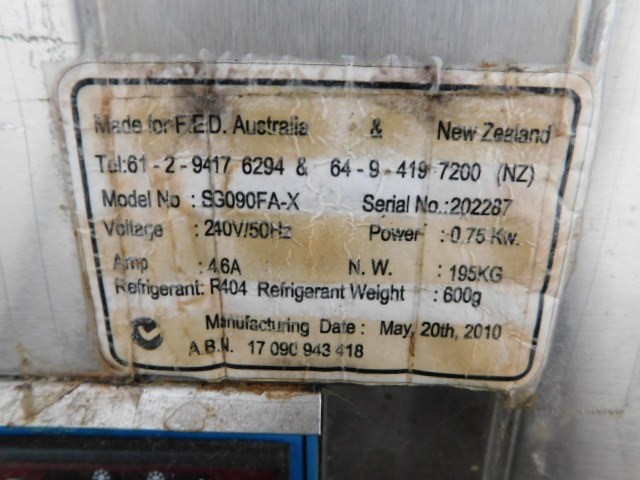 Made for F.E.D. Australia & New Zealand
Tel:61 - 2 - 9417 6294 & 64 - 9 - 419 7200 (NZ)
Model No : SG090FA-X Serial No.:202287
Voltage : 240V/50Hz Power : 0.75 Kw.
Amp : 4.6A N. W. : 195KG
Refrigerant: R404 Refrigerant Weight : 600g
Manufacturing Date : May, 20th, 2010
A.B.N. 17 090 943 418